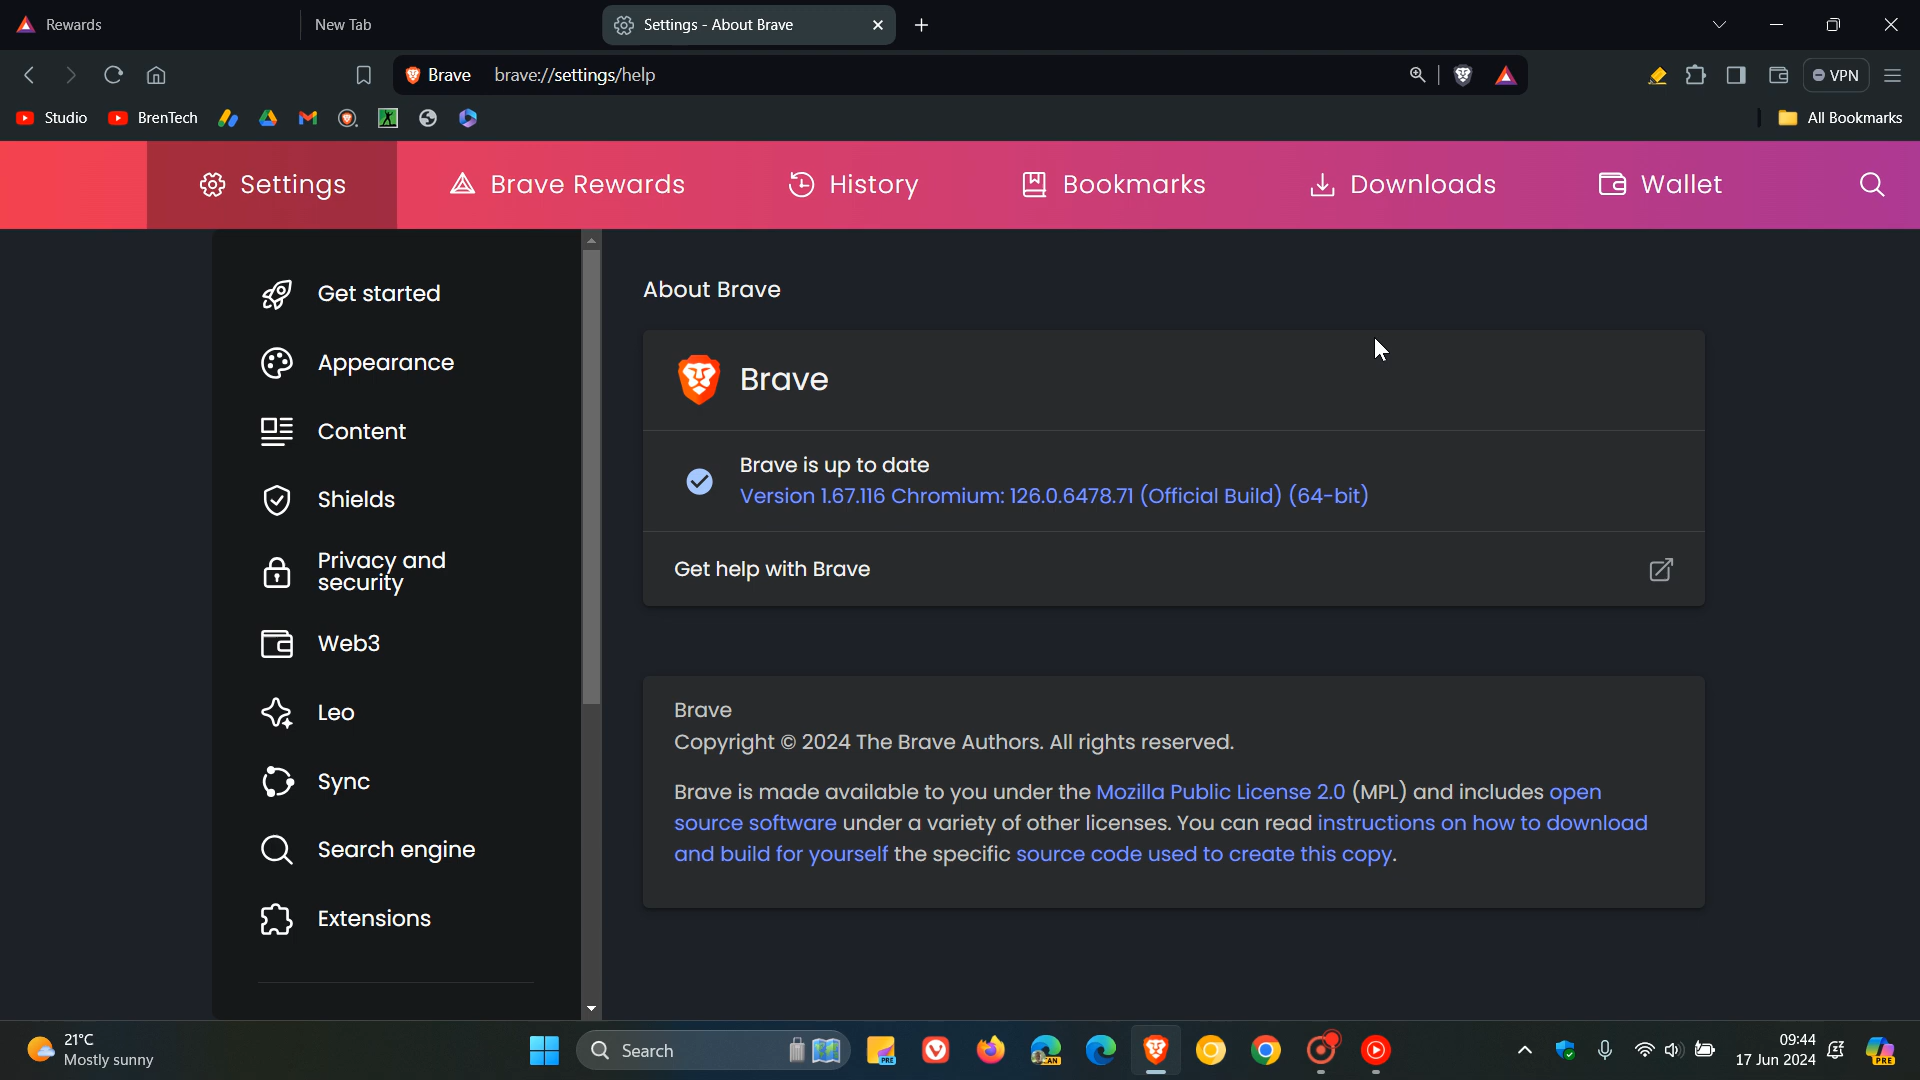 Rewards
New Tab
Settings - About Brave
Brave
brave://settings/help
VPN
Studio
BrenTech
All Bookmarks
Settings
Brave Rewards
History
Bookmarks
Downloads
Wallet
Get started
Appearance
Content
Shields
Privacy and
security
Web3
Leo
Sync
Search engine
Extensions
About Brave
Brave
Brave is up to date
Version 1.67.116 Chromium: 126.0.6478.71 (Official Build) (64-bit)
Get help with Brave
Brave
Copyright © 2024 The Brave Authors. All rights reserved.
Brave is made available to you under the Mozilla Public License 2.0 (MPL) and includes open
source software under a variety of other licenses. You can read instructions on how to download
and build for yourself the specific source code used to create this copy.
21°C
Mostly sunny
Search
PRE
CAN
09:44
17 Jun 2024
PRE